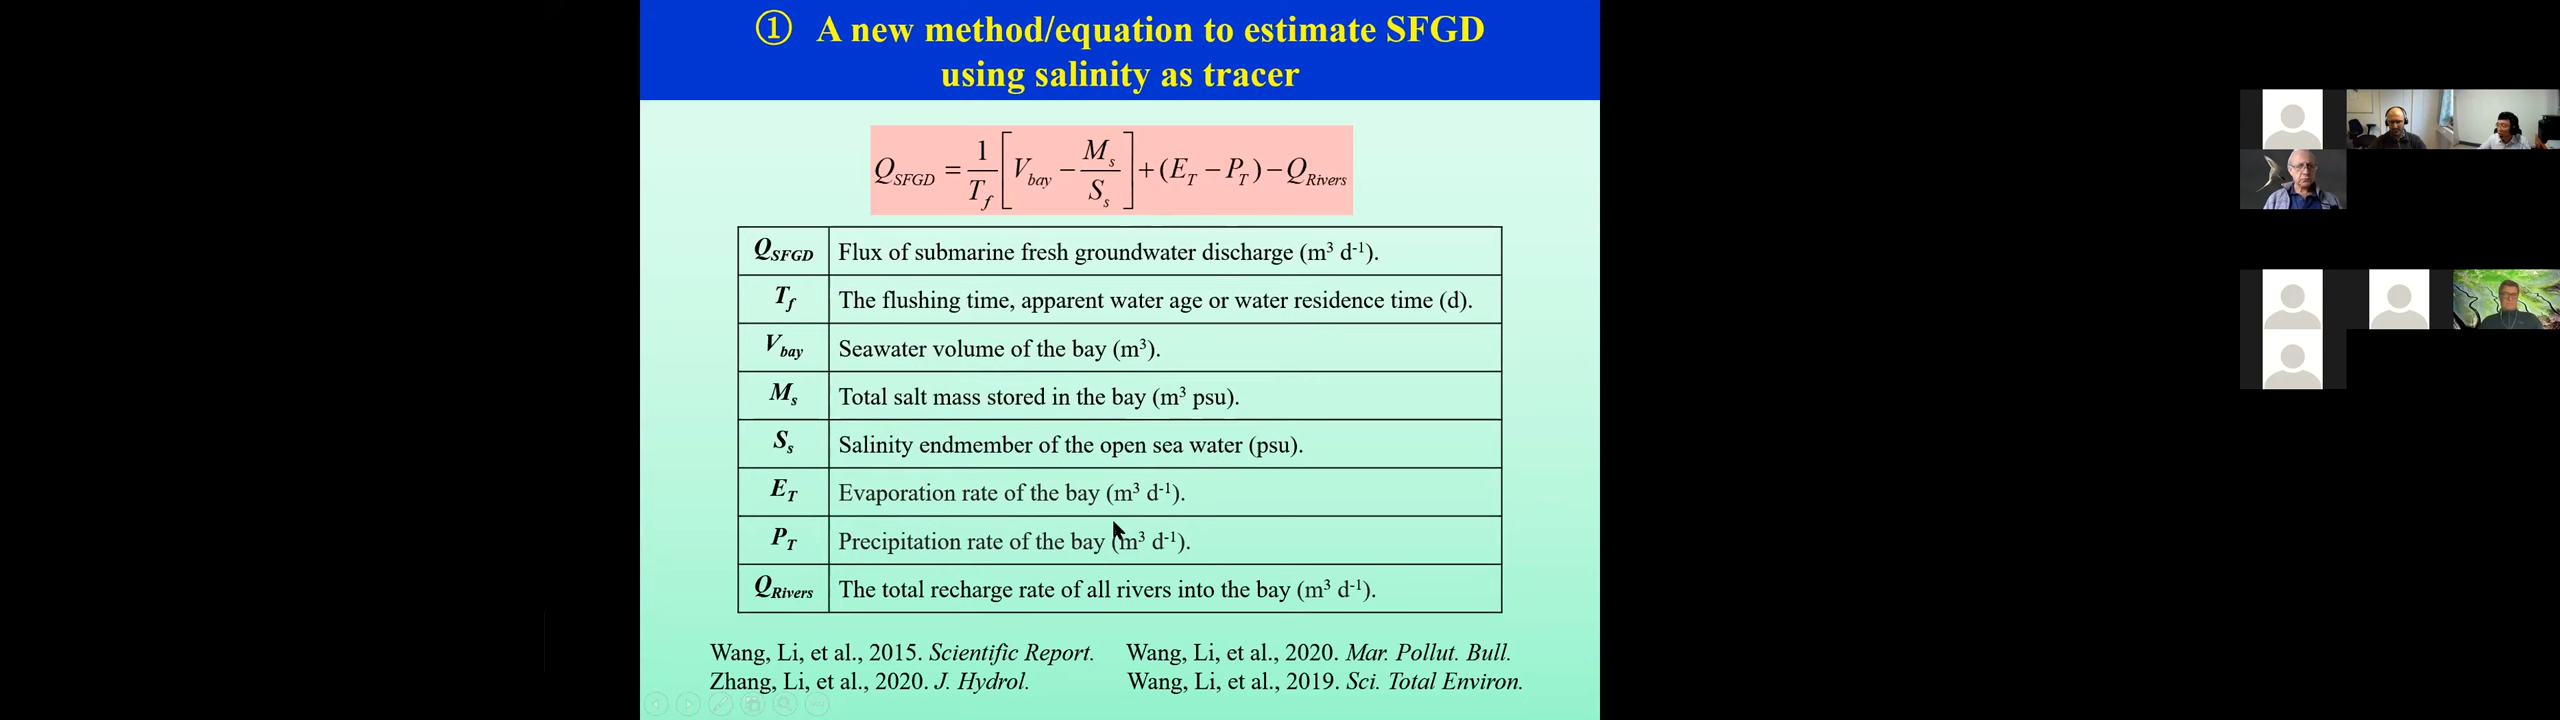 ① A new method/equation to estimate SFGD
using salinity as tracer
Q_SFGD = 1/T_f [ V_bay − M_s/S_s ] + (E_T − P_T) − Q_Rivers
Q_SFGD Flux of submarine fresh groundwater discharge (m³ d⁻¹).
T_f The flushing time, apparent water age or water residence time (d).
V_bay Seawater volume of the bay (m³).
M_s Total salt mass stored in the bay (m³ psu).
S_s Salinity endmember of the open sea water (psu).
E_T Evaporation rate of the bay (m³ d⁻¹).
P_T Precipitation rate of the bay (m³ d⁻¹).
Q_Rivers The total recharge rate of all rivers into the bay (m³ d⁻¹).
Wang, Li, et al., 2015. Scientific Report. Wang, Li, et al., 2020. Mar. Pollut. Bull.
Zhang, Li, et al., 2020. J. Hydrol. Wang, Li, et al., 2019. Sci. Total Environ.